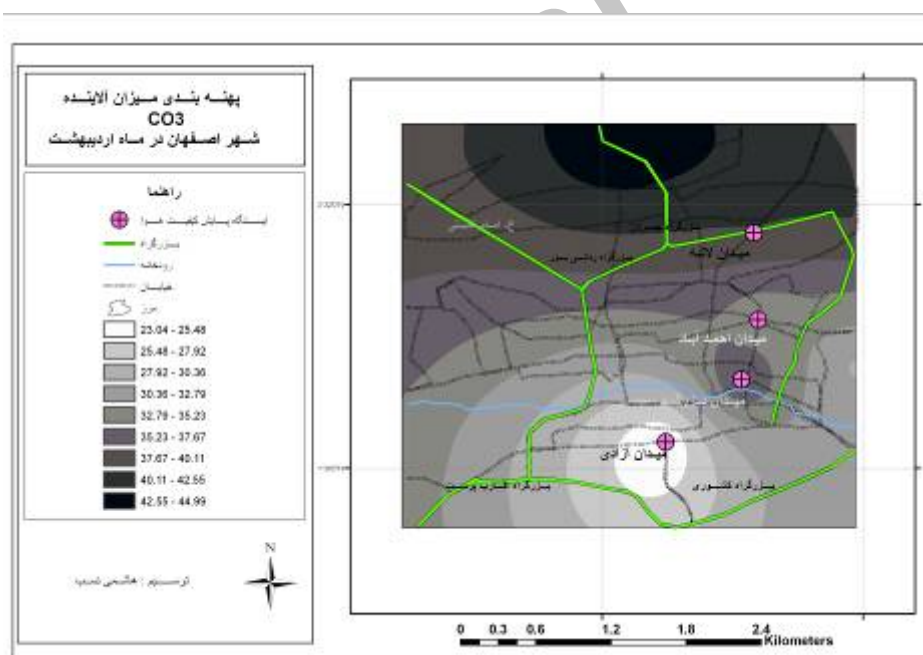 پهنه بندی میزان آلاینده
CO3
شهر اصفهان در ماه اردیبهشت
راهنما
ایستگاه پایش کیفیت هوا
بزرگراه
رودخانه
خیابان
مرز
23.04 - 25.48
25.48 - 27.92
27.92 - 30.36
30.36 - 32.79
32.79 - 35.23
35.23 - 37.67
37.67 - 40.11
40.11 - 42.55
42.55 - 44.99
N
ترسیم : هاشمی نسب
میدان لاله
میدان احمد آباد
میدان آزادی
بزرگراه کشوری
بزرگراه
0 0.3 0.6 1.2 1.8 2.4
Kilometers